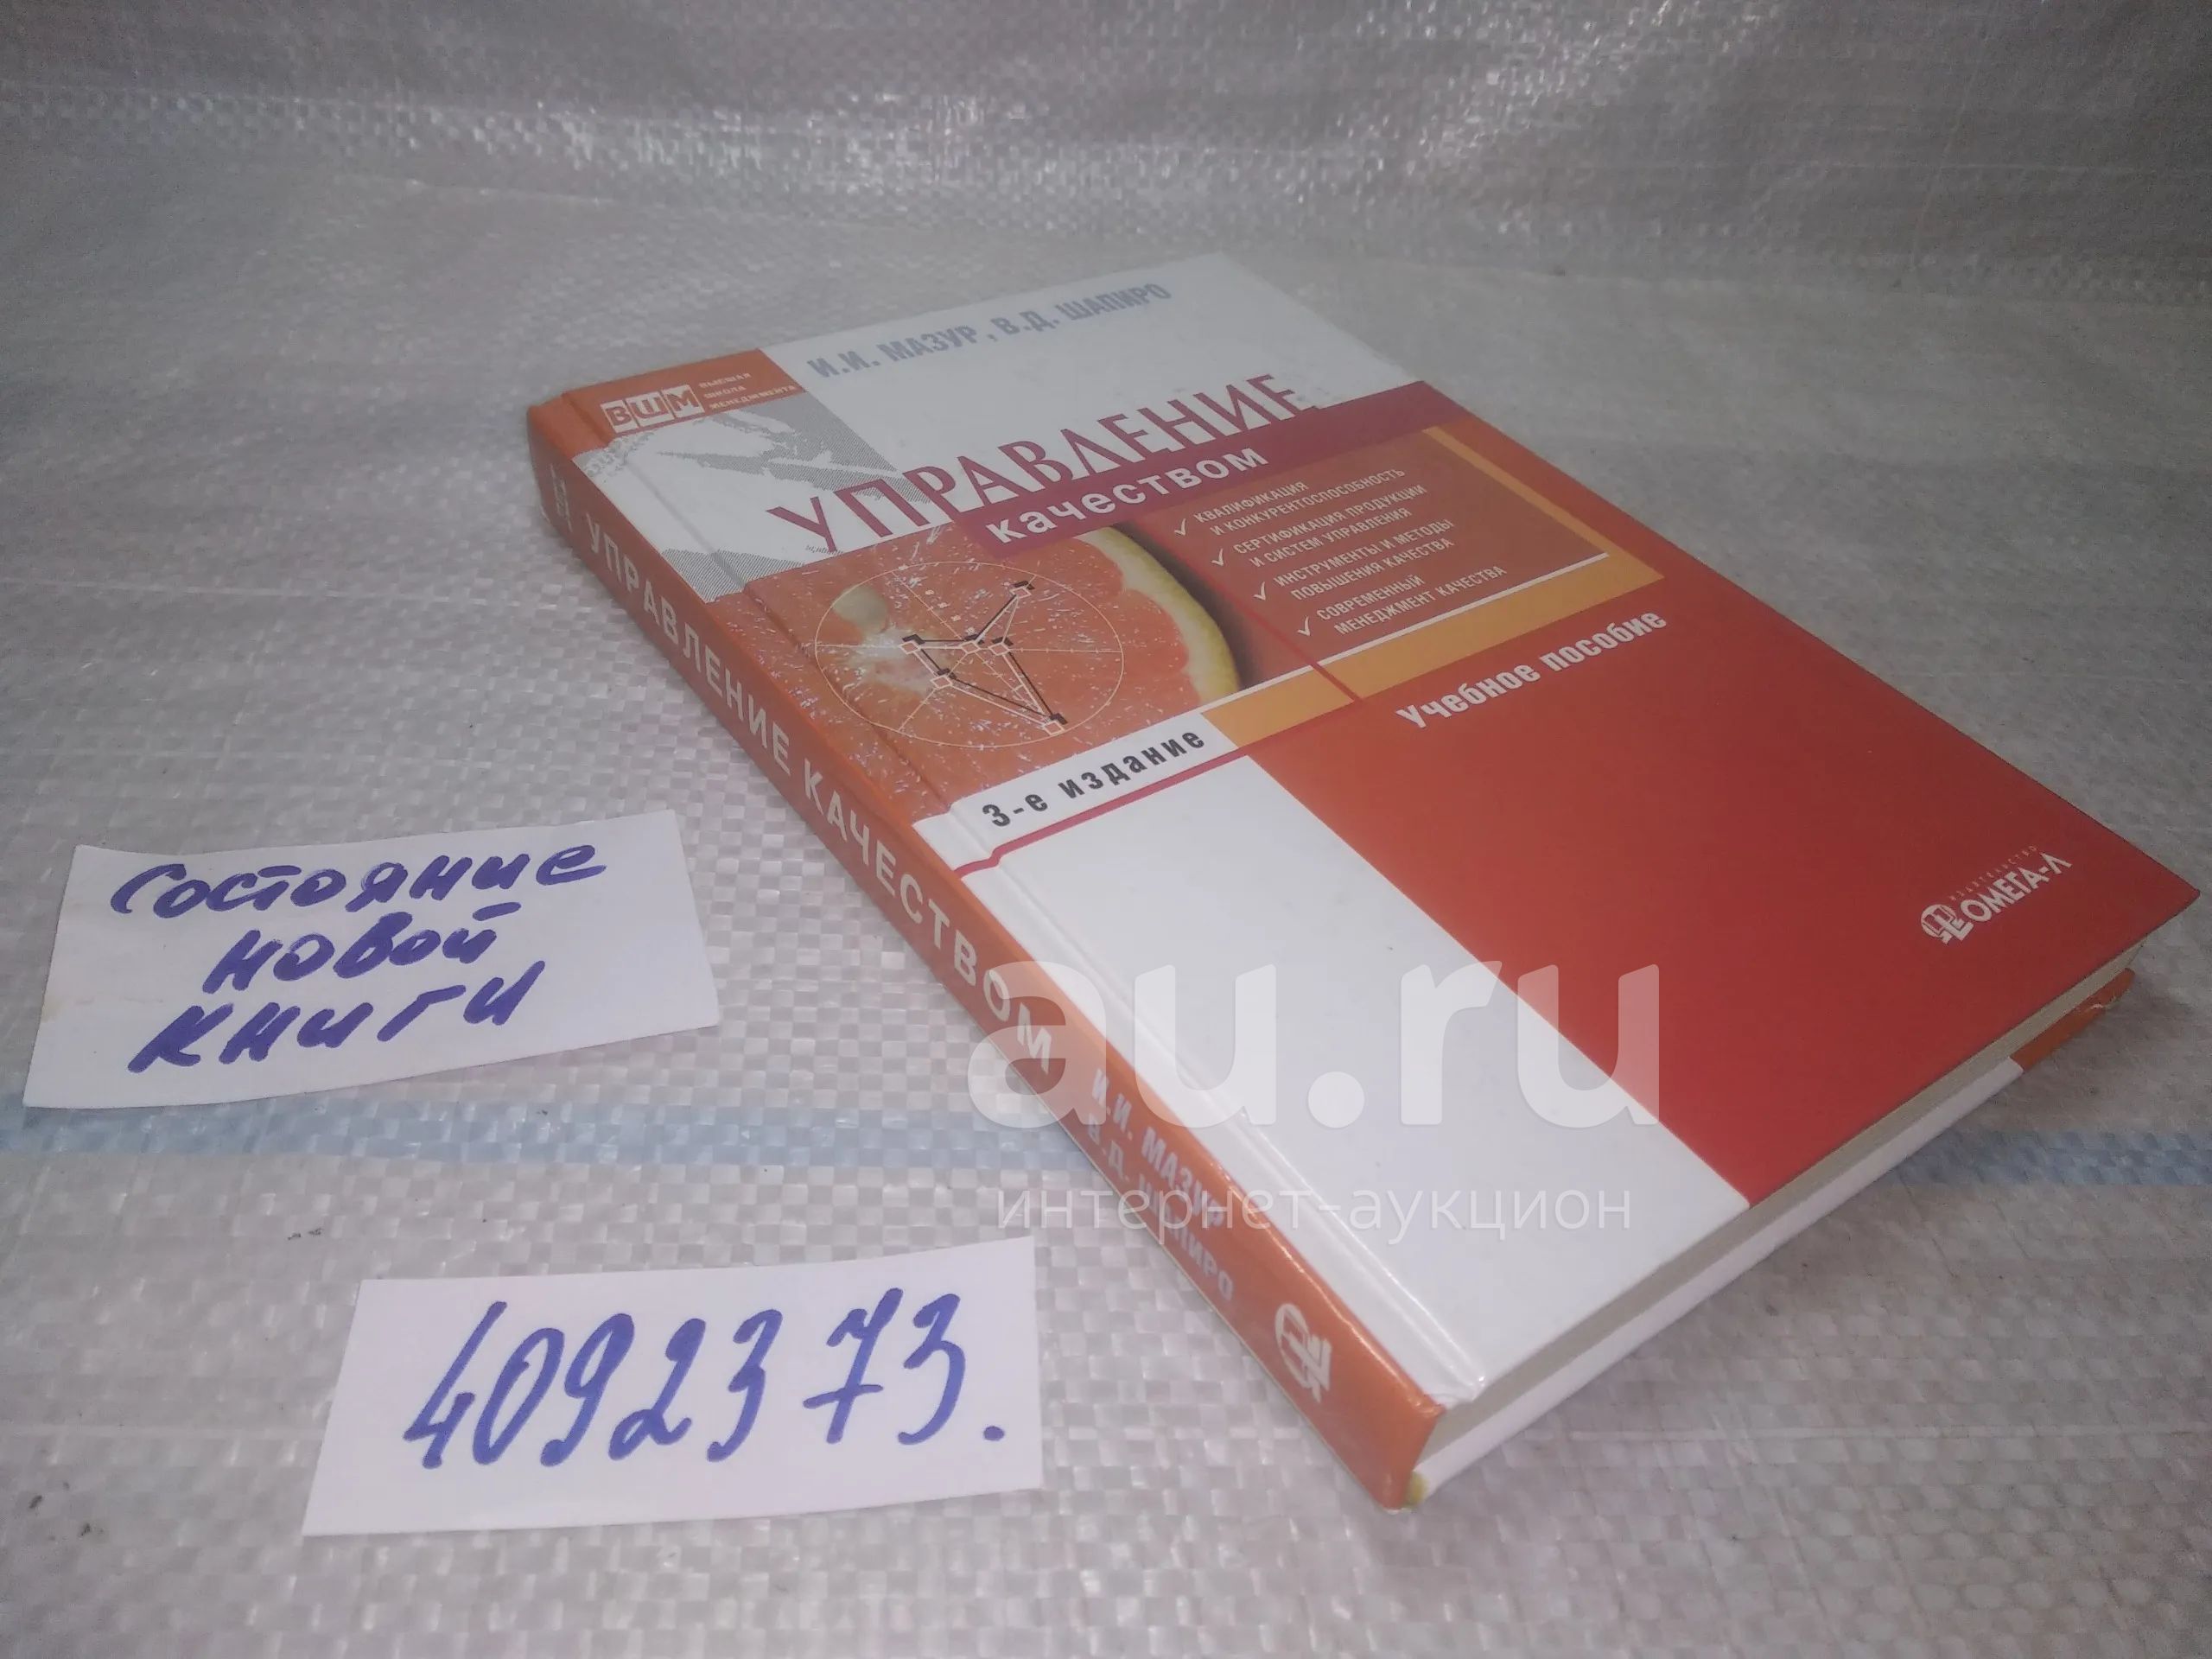 И.И. МАЗУР, В.Д. ШАПИРО
ВШМ
ВЫСШАЯ
ШКОЛА
МЕНЕДЖМЕНТА
УПРАВЛЕНИЕ
качеством
✓ КВАЛИФИКАЦИЯ
И КОНКУРЕНТОСПОСОБНОСТЬ
✓ СЕРТИФИКАЦИЯ ПРОДУКЦИИ
И СИСТЕМ УПРАВЛЕНИЯ
✓ ИНСТРУМЕНТЫ И МЕТОДЫ
ПОВЫШЕНИЯ КАЧЕСТВА
✓ СОВРЕМЕННЫЙ
МЕНЕДЖМЕНТ КАЧЕСТВА
Учебное пособие
3-е издание
ИЗДАТЕЛЬСТВО
ОМЕГА-Л
УПРАВЛЕНИЕ КАЧЕСТВОМ
И.И. МАЗУР
В.Д. ШАПИРО
Состояние
новой
книги
4092373.
au.ru
интернет-аукцион